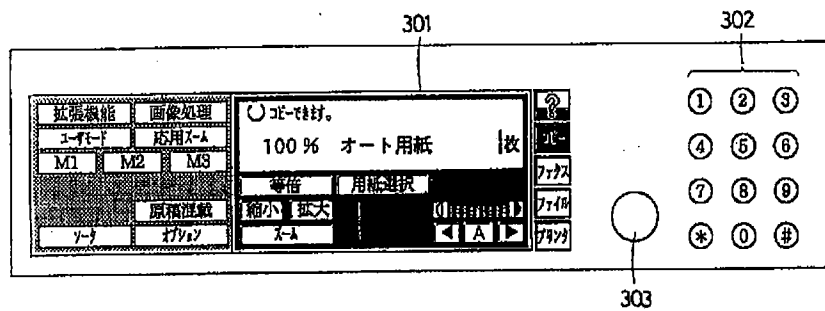 301
302
拡張機能 画像処理
ユーザモード 応用ズーム
M1 M2 M3
原稿混載
ソータ オプション
コピーできます。
100% オート用紙 1枚
等倍 用紙選択
縮小 拡大
ズーム
◀ A ▶
?
コピー
ファクス
ファイル
プリンタ
① ② ③
④ ⑤ ⑥
⑦ ⑧ ⑨
* 0 #
303